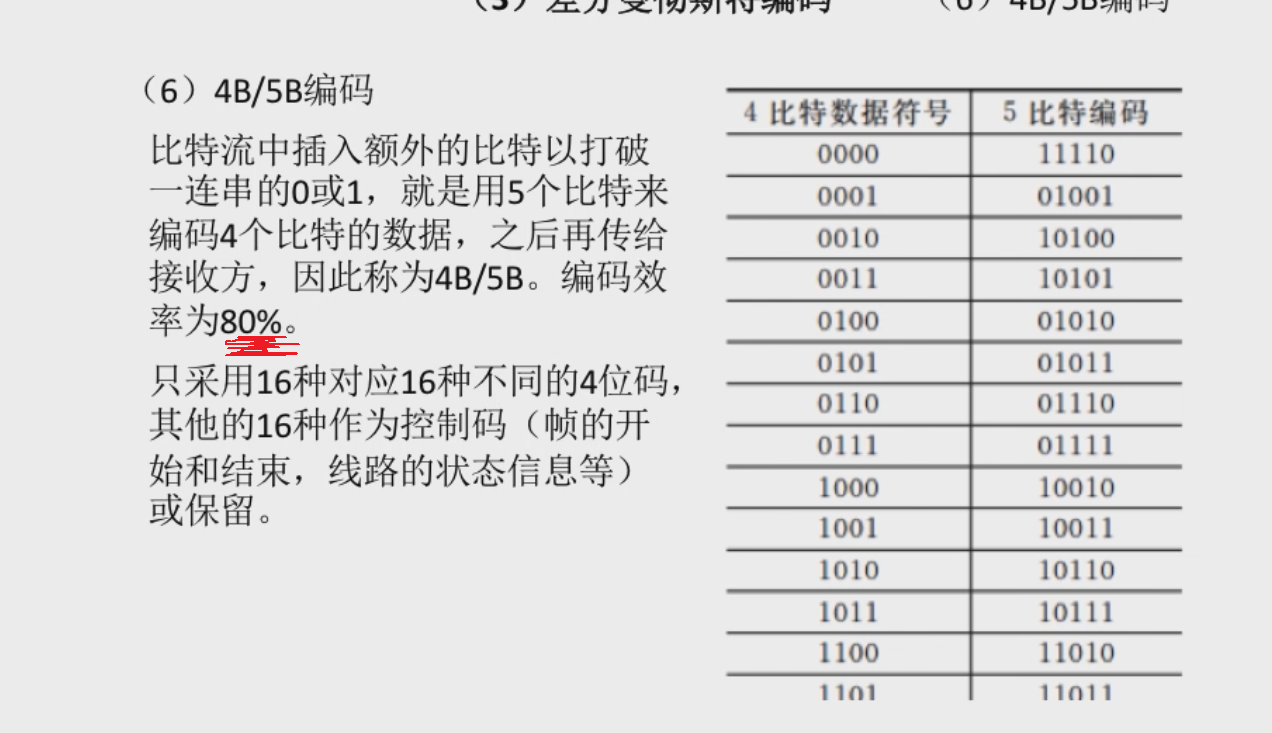 （3）差分曼彻斯特编码 （6）4B/5B编码
（6）4B/5B编码
比特流中插入额外的比特以打破
一连串的0或1，就是用5个比特来
编码4个比特的数据，之后再传给
接收方，因此称为4B/5B。编码效
率为80%。
只采用16种对应16种不同的4位码，
其他的16种作为控制码（帧的开
始和结束，线路的状态信息等）
或保留。
4 比特数据符号 5 比特编码
0000 11110
0001 01001
0010 10100
0011 10101
0100 01010
0101 01011
0110 01110
0111 01111
1000 10010
1001 10011
1010 10110
1011 10111
1100 11010
1101 11011